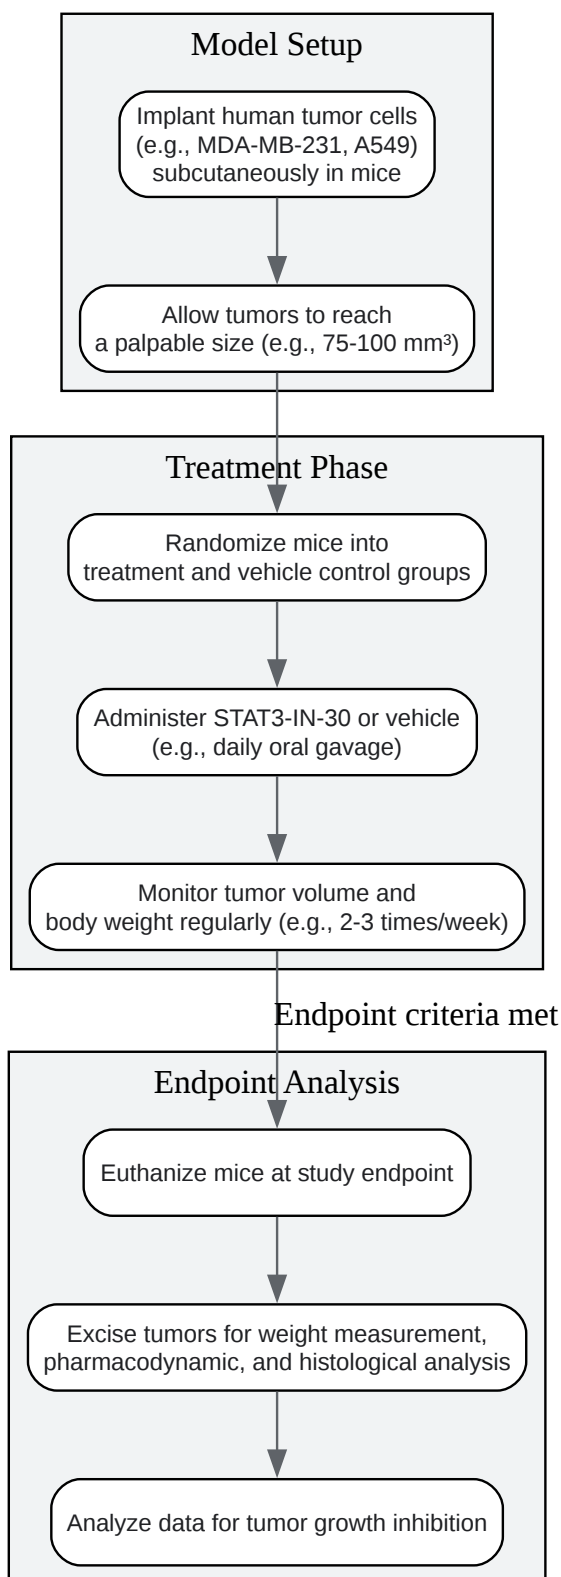 Model Setup
Implant human tumor cells
(e.g., MDA-MB-231, A549)
subcutaneously in mice
Allow tumors to reach
a palpable size (e.g., 75-100 mm³)
Treatment Phase
Randomize mice into
treatment and vehicle control groups
Administer STAT3-IN-30 or vehicle
(e.g., daily oral gavage)
Monitor tumor volume and
body weight regularly (e.g., 2-3 times/week)
Endpoint criteria met
Endpoint Analysis
Euthanize mice at study endpoint
Excise tumors for weight measurement,
pharmacodynamic, and histological analysis
Analyze data for tumor growth inhibition